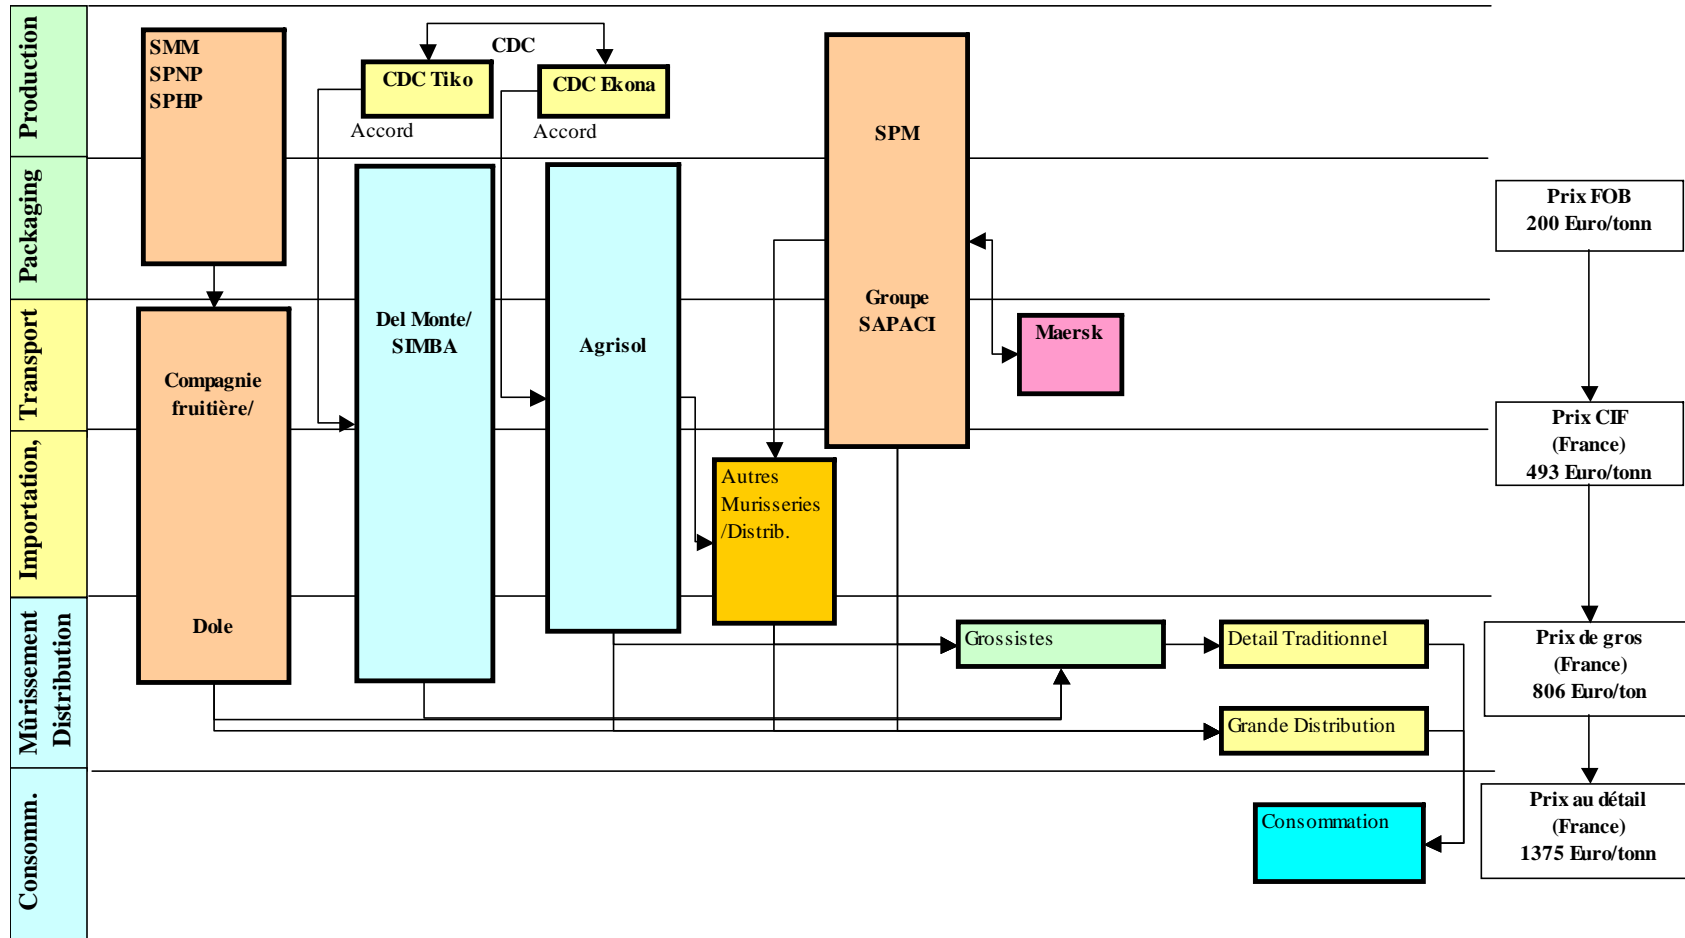 Production
Packaging
Transport
Importation,
Mûrissement
Distribution
Consomm.
SMM
SPNP
SPHP
CDC
CDC Tiko
CDC Ekona
Accord
Accord
SPM
Groupe
SAPACI
Del Monte/
SIMBA
Agrisol
Maersk
Compagnie
fruitière/
Dole
Autres
Murisseries
/Distrib.
Grossistes
Detail Traditionnel
Grande Distribution
Consommation
Prix FOB
200 Euro/tonn
Prix CIF
(France)
493 Euro/tonn
Prix de gros
(France)
806 Euro/ton
Prix au détail
(France)
1375 Euro/tonn